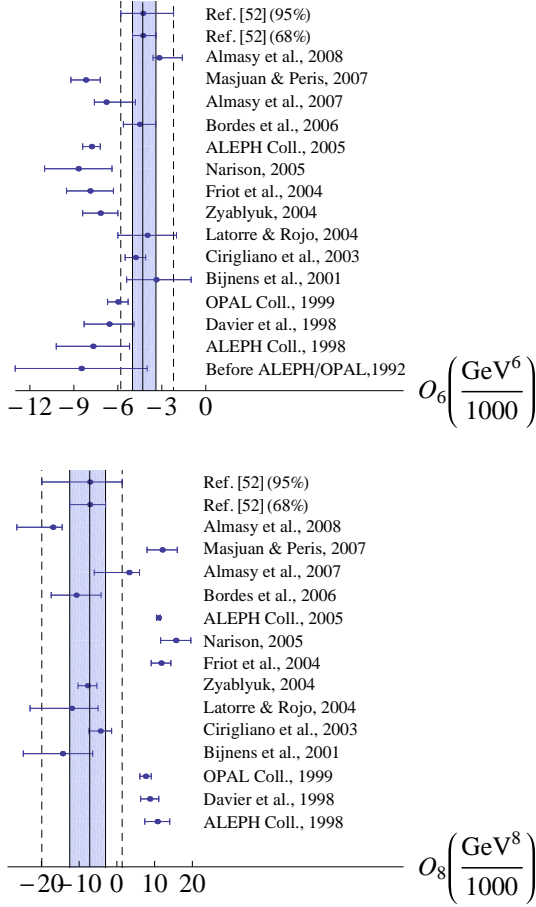 Ref. [52] (95%)
Ref. [52] (68%)
Almasy et al., 2008
Masjuan & Peris, 2007
Almasy et al., 2007
Bordes et al., 2006
ALEPH Coll., 2005
Narison, 2005
Friot et al., 2004
Zyablyuk, 2004
Latorre & Rojo, 2004
Cirigliano et al., 2003
Bijnens et al., 2001
OPAL Coll., 1999
Davier et al., 1998
ALEPH Coll., 1998
Before ALEPH/OPAL,1992
−12 −9 −6 −3 0
O₆(GeV⁶/1000)
Ref. [52] (95%)
Ref. [52] (68%)
Almasy et al., 2008
Masjuan & Peris, 2007
Almasy et al., 2007
Bordes et al., 2006
ALEPH Coll., 2005
Narison, 2005
Friot et al., 2004
Zyablyuk, 2004
Latorre & Rojo, 2004
Cirigliano et al., 2003
Bijnens et al., 2001
OPAL Coll., 1999
Davier et al., 1998
ALEPH Coll., 1998
−20 −10 0 10 20
O₈(GeV⁸/1000)